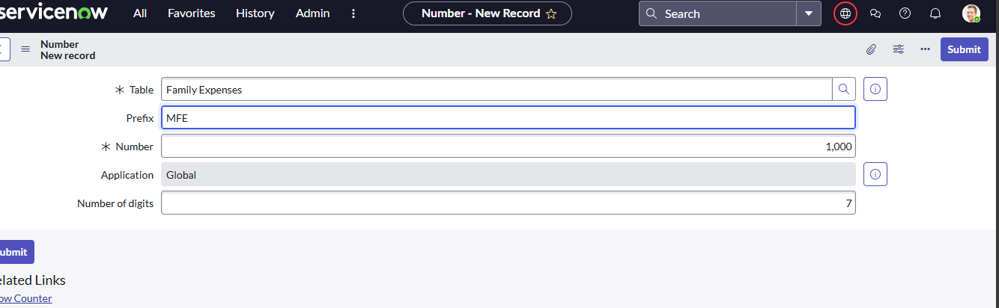 servicenow All Favorites History Admin Number - New Record Search
Number
New record
Submit
Table Family Expenses
Prefix MFE
Number 1,000
Application Global
Number of digits 7
ubmit
elated Links
ow Counter